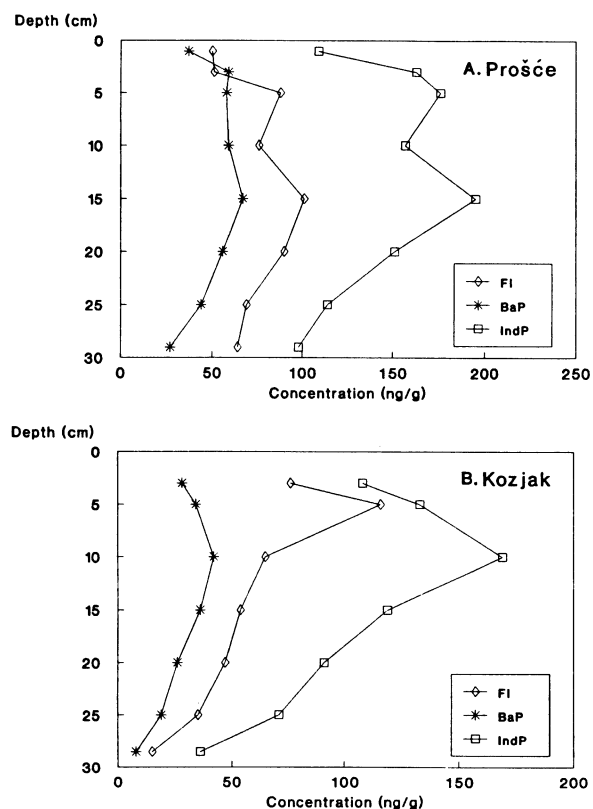 Depth (cm)
0
5
10
15
20
25
30
A. Prošće
Fl
BaP
IndP
0 50 100 150 200 250
Concentration (ng/g)
Depth (cm)
0
5
10
15
20
25
30
B. Kozjak
Fl
BaP
IndP
0 50 100 150 200
Concentration (ng/g)